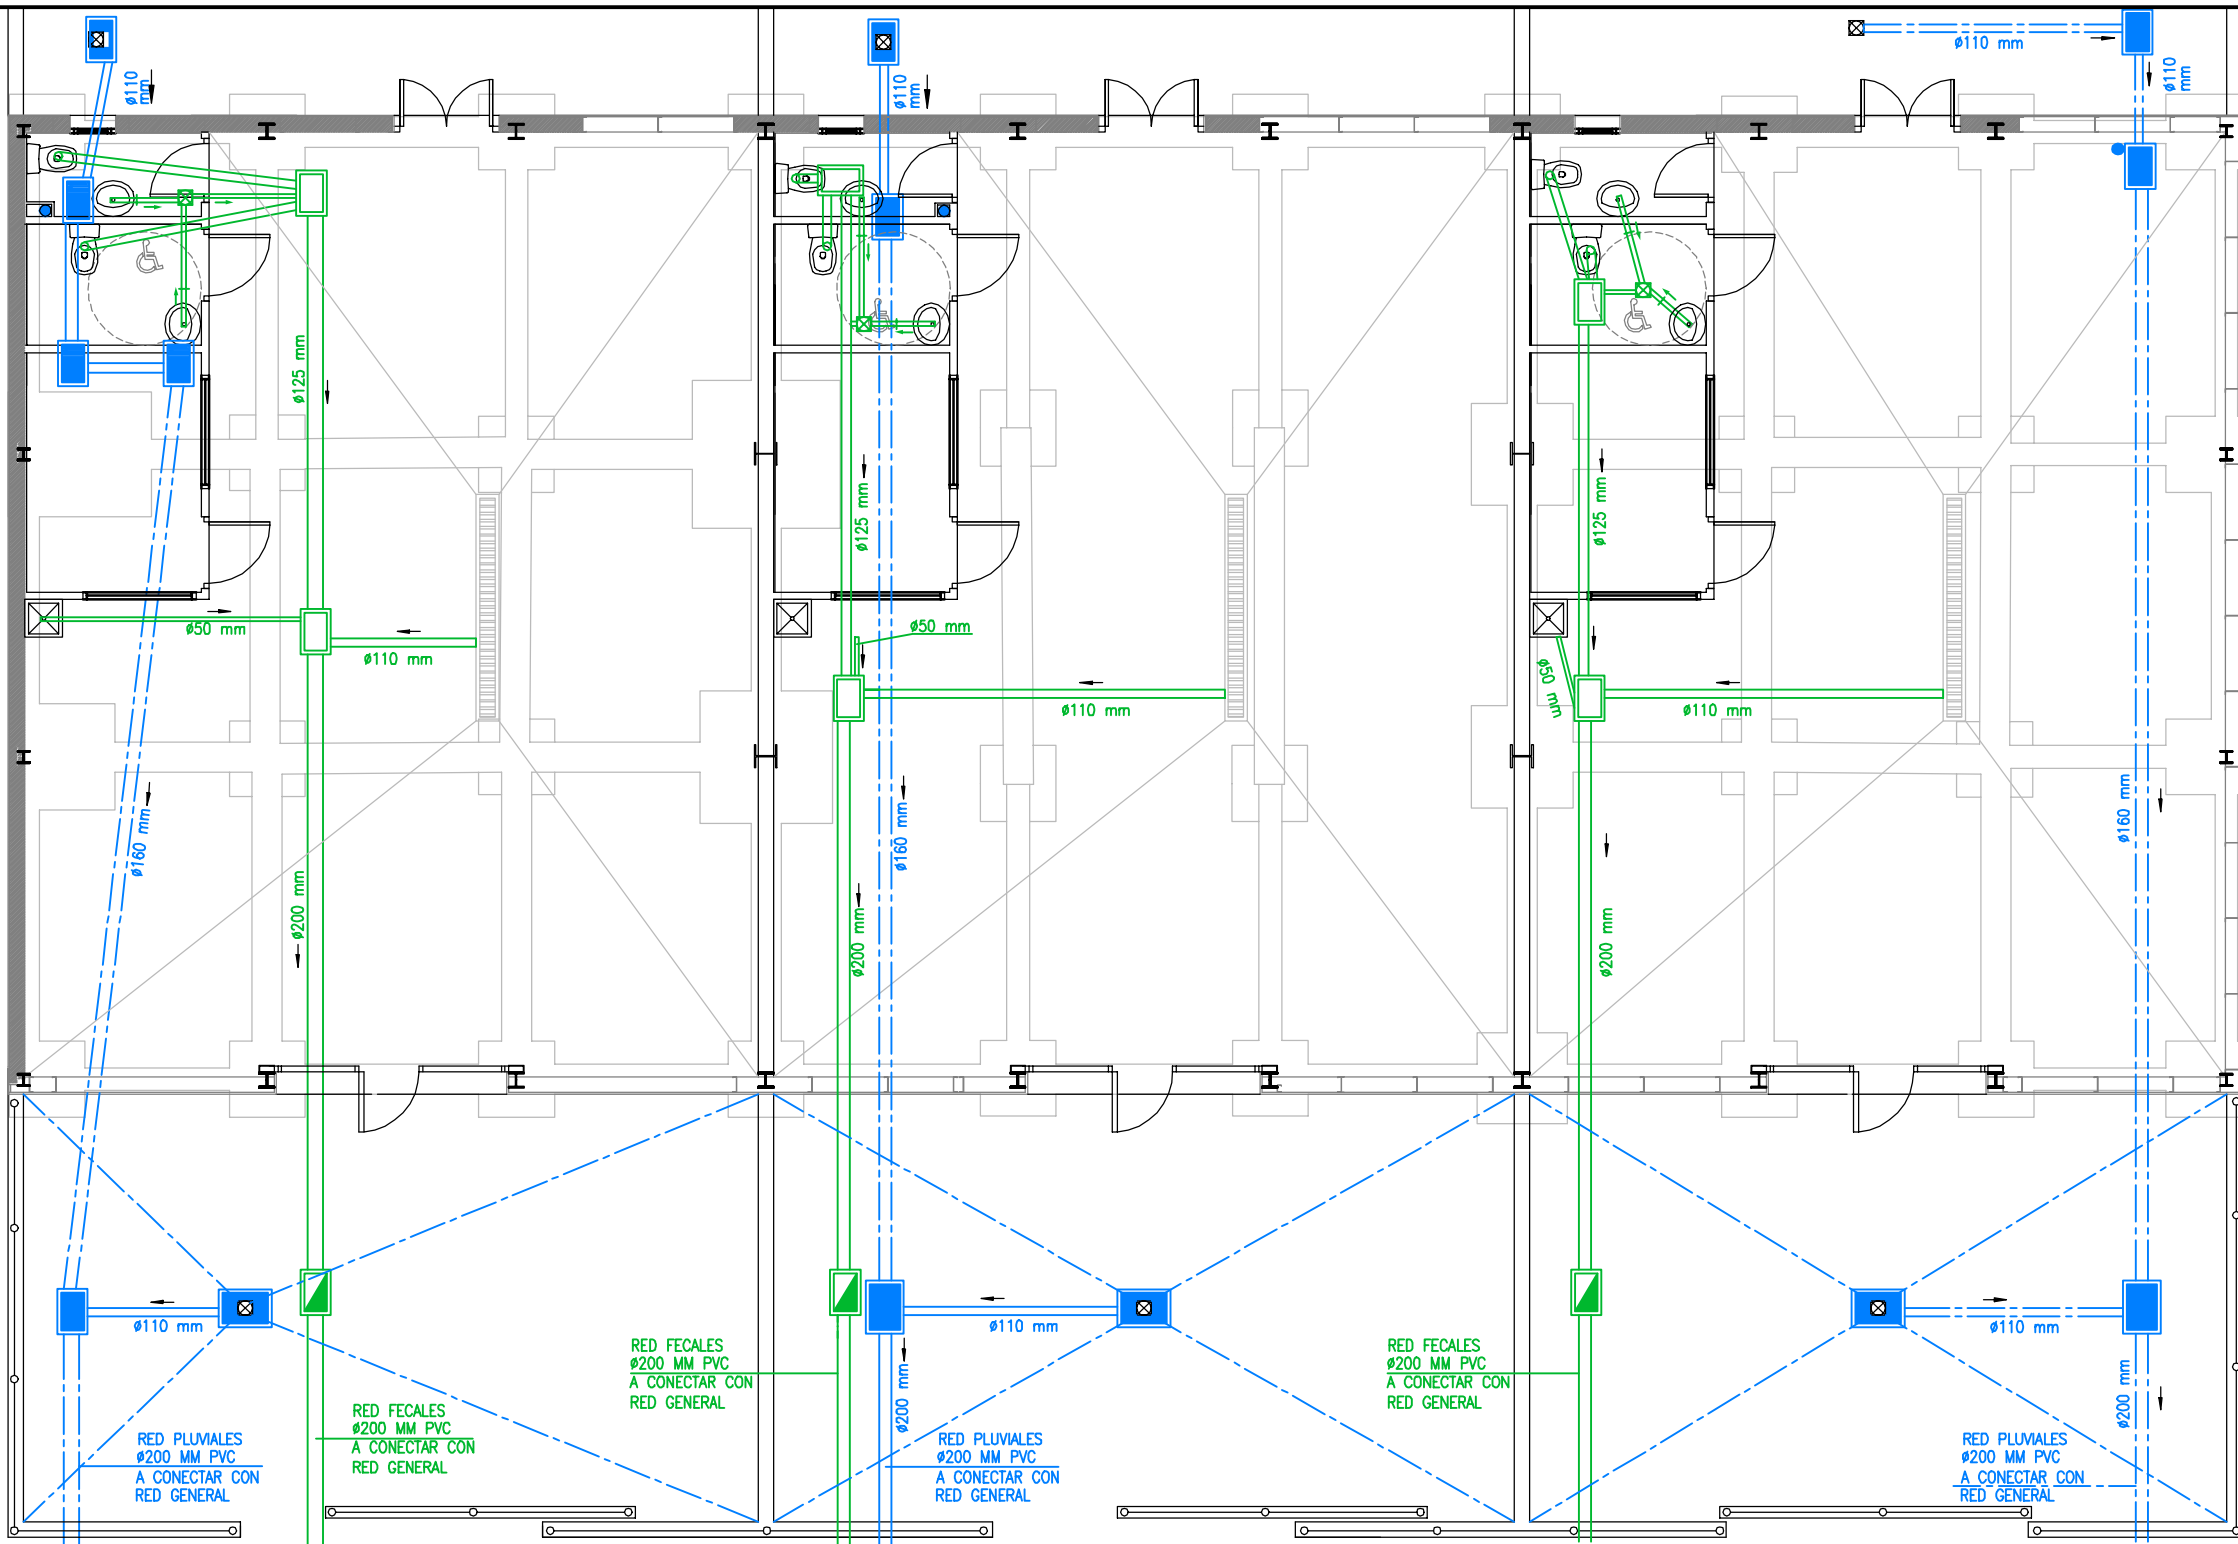 ø110 mm
ø110
mm
ø110
mm
ø110
mm
ø125 mm
ø125 mm
ø125 mm
ø50 mm
ø50 mm
ø50 mm
ø110 mm
ø110 mm
ø110 mm
ø160 mm
ø160 mm
ø160 mm
ø200 mm
ø200 mm
ø200 mm
ø110 mm
ø110 mm
ø110 mm
RED FECALES
ø200 MM PVC
A CONECTAR CON
RED GENERAL
RED FECALES
ø200 MM PVC
A CONECTAR CON
RED GENERAL
ø200 mm
ø200 mm
RED FECALES
ø200 MM PVC
A CONECTAR CON
RED GENERAL
RED PLUVIALES
ø200 MM PVC
A CONECTAR CON
RED GENERAL
RED PLUVIALES
ø200 MM PVC
A CONECTAR CON
RED GENERAL
RED PLUVIALES
ø200 MM PVC
A CONECTAR CON
RED GENERAL